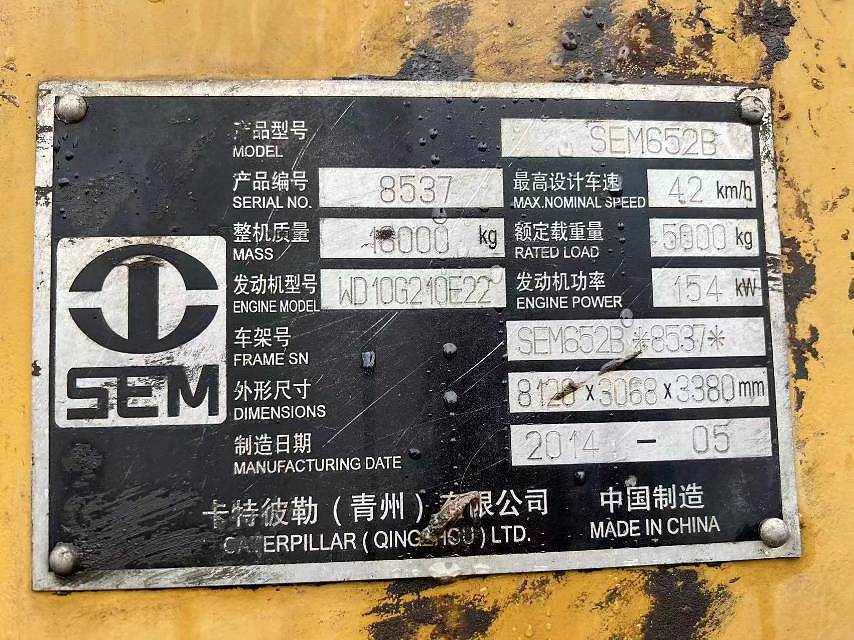 产品型号 SEM652B
MODEL
产品编号 8537 最高设计车速 42 km/h
SERIAL NO. MAX.NOMINAL SPEED
整机质量 kg 额定载重量 5000 kg
MASS RATED LOAD
发动机型号 WD10G210E22 发动机功率 154 kW
ENGINE MODEL ENGINE POWER
车架号 SEM652B*8537*
FRAME SN
外形尺寸 x3068x3380mm
DIMENSIONS
制造日期 2014 - 05
MANUFACTURING DATE
SEM
卡特彼勒(青州)有限公司 中国制造
CATERPILLAR (QINGZHOU) LTD. MADE IN CHINA